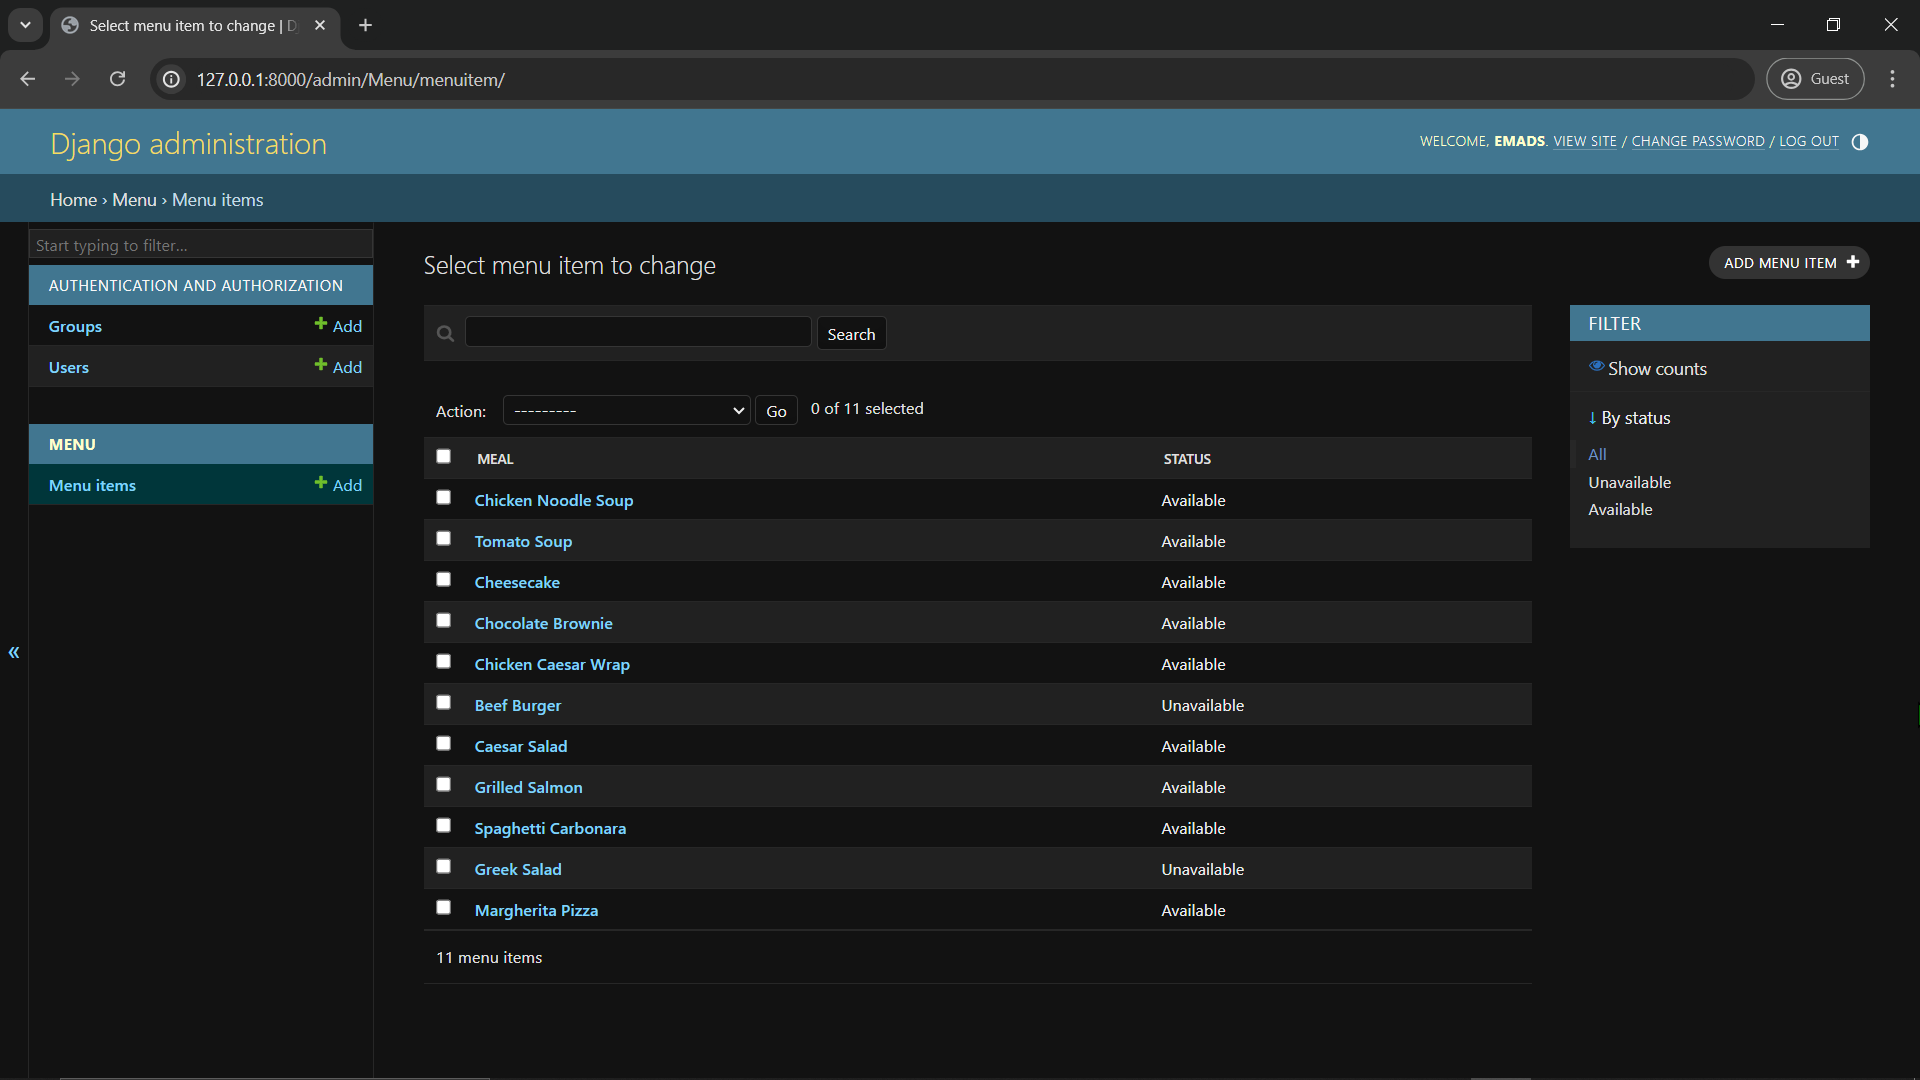 Select menu item to change | D
127.0.0.1:8000/admin/Menu/menuitem/
Guest
Django administration
WELCOME, EMADS. VIEW SITE / CHANGE PASSWORD / LOG OUT
Home › Menu › Menu items
Start typing to filter...
AUTHENTICATION AND AUTHORIZATION
Groups Add
Users Add
MENU
Menu items Add
«
Select menu item to change
ADD MENU ITEM
Search
Action: --------- Go 0 of 11 selected
MEAL STATUS
Chicken Noodle Soup Available
Tomato Soup Available
Cheesecake Available
Chocolate Brownie Available
Chicken Caesar Wrap Available
Beef Burger Unavailable
Caesar Salad Available
Grilled Salmon Available
Spaghetti Carbonara Available
Greek Salad Unavailable
Margherita Pizza Available
11 menu items
FILTER
Show counts
↓ By status
All
Unavailable
Available